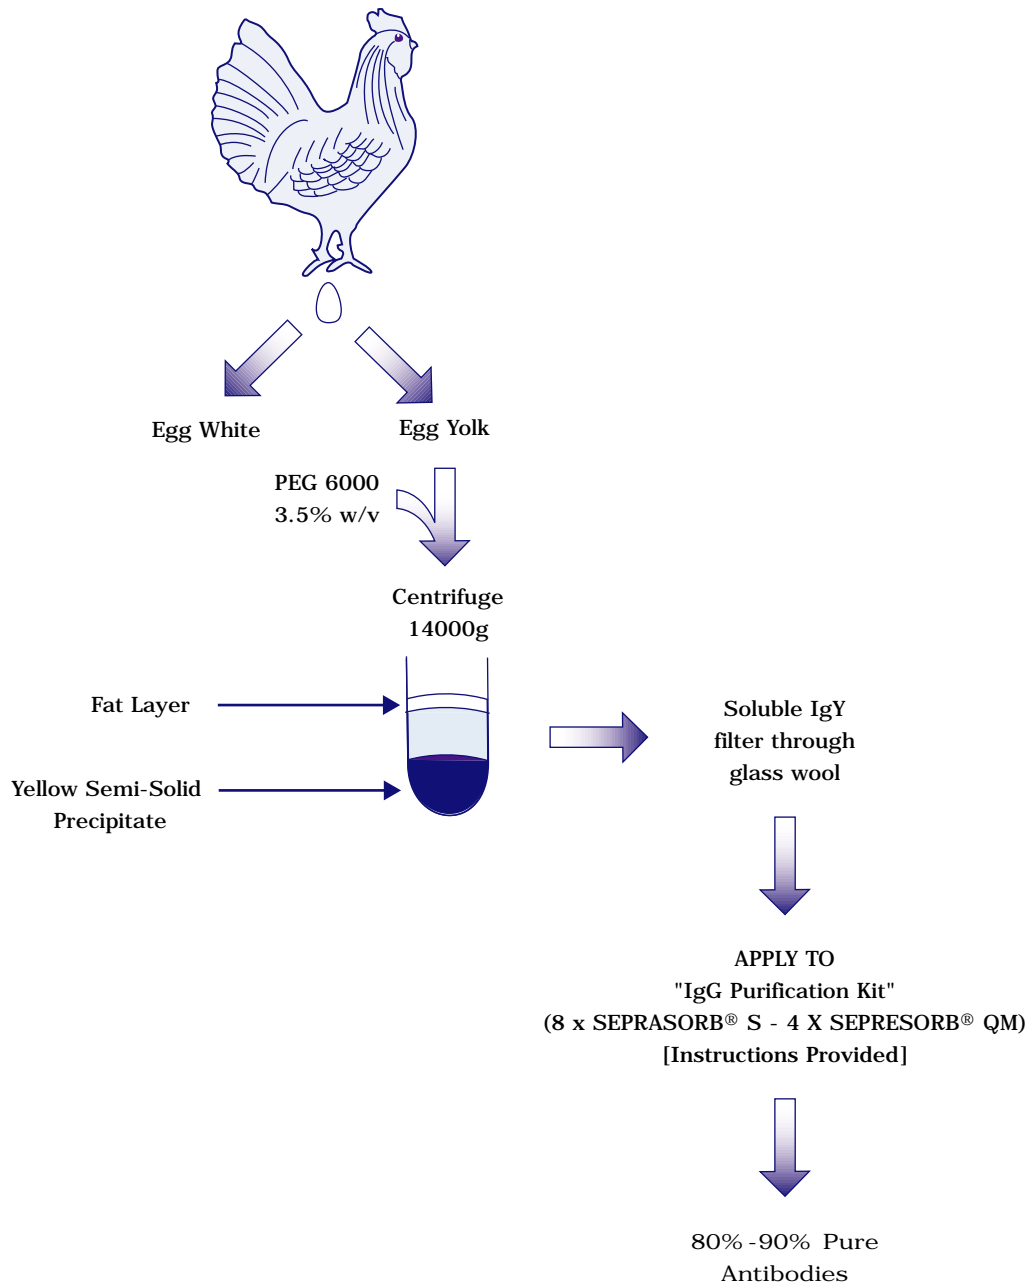 Egg White
Egg Yolk
PEG 6000
3.5% w/v
Centrifuge
14000g
Fat Layer
Yellow Semi-Solid
Precipitate
Soluble IgY
filter through
glass wool
APPLY TO
"IgG Purification Kit"
(8 x SEPRASORB® S - 4 X SEPRESORB® QM)
[Instructions Provided]
80%-90% Pure
Antibodies